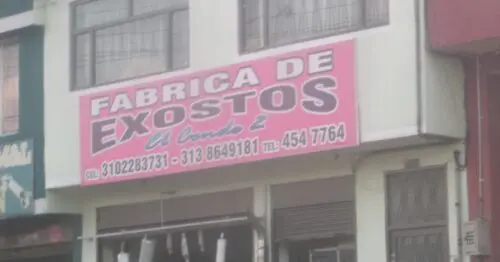 FABRICA DE
EXOSTOS
El Conde 2
CEL: 3102283731 - 313 8649181 TEL: 454 7764